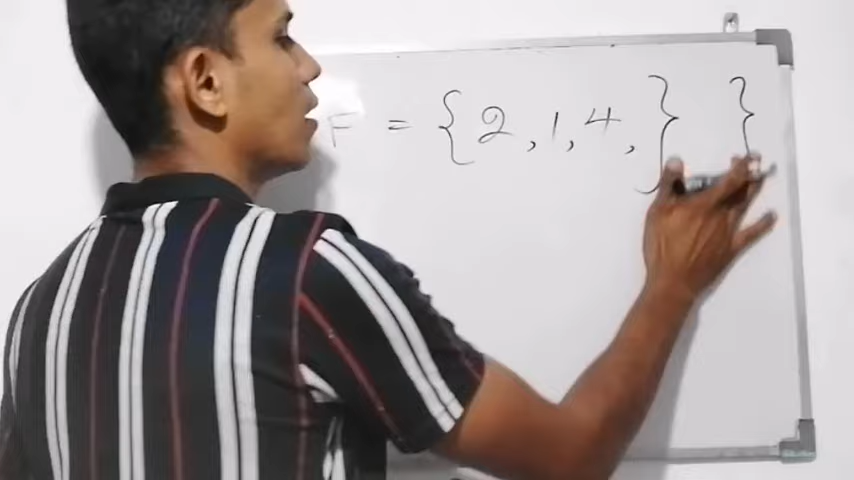 F = {2, 1, 4, } }